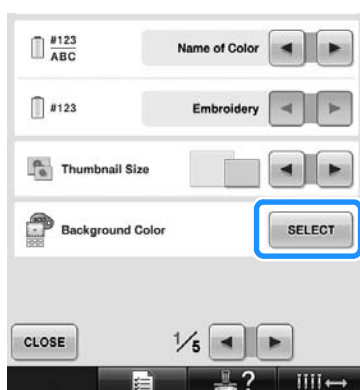 #123
ABC
Name of Color
#123
Embroidery
Thumbnail Size
Background Color
SELECT
CLOSE
1/5
?